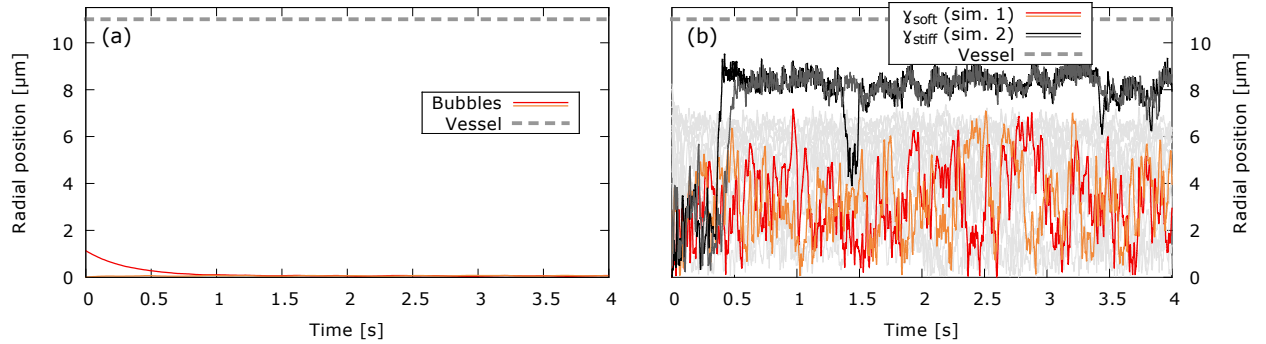 (a)
Radial position [µm]
10
8
6
4
2
0
Bubbles
Vessel
0 0.5 1 1.5 2 2.5 3 3.5 4
Time [s]
(b)
ɣsoft (sim. 1)
ɣstiff (sim. 2)
Vessel
10
8
6
4
2
0
Radial position [µm]
0 0.5 1 1.5 2 2.5 3 3.5 4
Time [s]